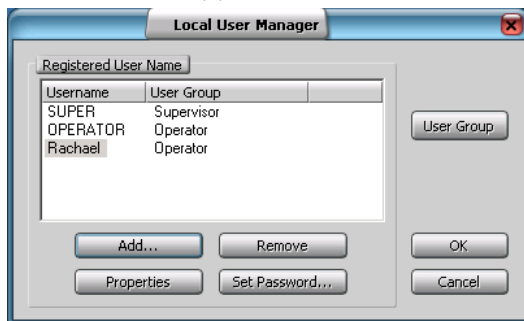 Local User Manager
Registered User Name
Username User Group
SUPER Supervisor
OPERATOR Operator
Rachael Operator
User Group
Add... Remove OK
Properties Set Password... Cancel